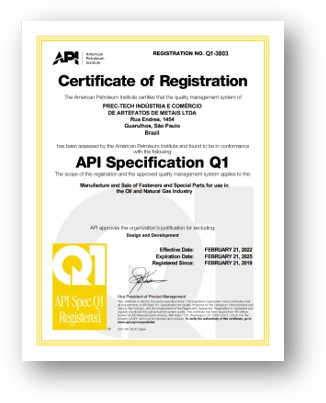 API
American
Petroleum
Institute
REGISTRATION NO. Q1-3803
Certificate of Registration
The American Petroleum Institute certifies that the quality management system of
PREC-TECH INDÚSTRIA E COMÉRCIO
DE ARTEFATOS DE METAIS LTDA
Rua Endres, 1454
Guarulhos, São Paulo
Brazil
has been assessed by the American Petroleum Institute and found to be in conformance
with the following:
API Specification Q1
The scope of this registration and the approved quality management system applies to the:
Manufacture and Sale of Fasteners and Special Parts for use in
the Oil and Natural Gas Industry
API approves the organization's justification for excluding:
Design and Development
Effective Date: FEBRUARY 21, 2022
Expiration Date: FEBRUARY 21, 2025
Registered Since: FEBRUARY 21, 2019
Q1
API Spec Q1
Registered
Vice President of Product Management